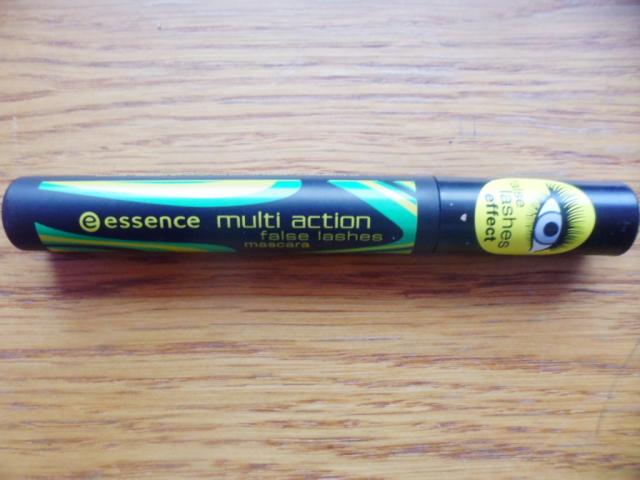 e essence multi action
false lashes
mascara
false
lashes
effect